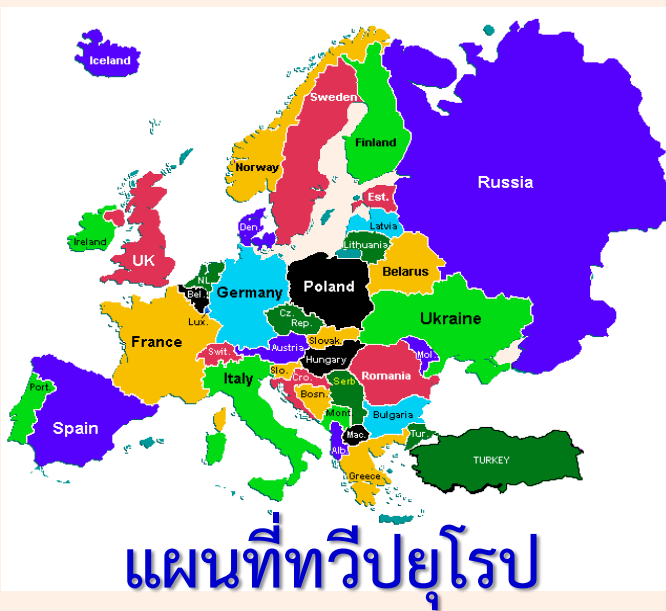 Iceland
Sweden
Finland
Norway
Russia
Est.
Latvia
Den.
Lithuania
Ireland
UK
Belarus
NL
Bel.
Germany
Poland
Cz.
Rep.
Ukraine
Lux.
France
Slovak.
Austria
Swit.
Hungary
Mol
Slo.
Italy
Cro.
Romania
Serb
Port.
Bosn.
Mont
Bulgaria
Spain
Mac.
Tur.
Alb.
TURKEY
Greece
แผนที่ทวีปยุโรป